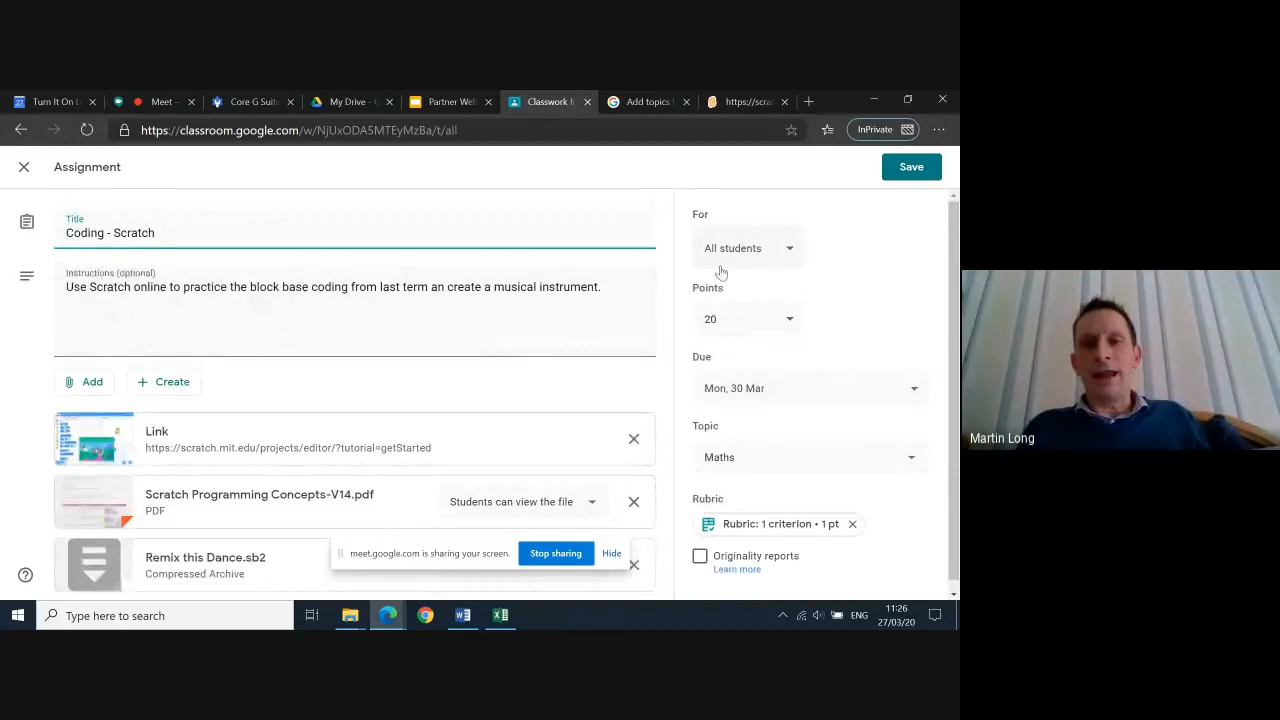 Turn It On L
Meet –
Core G Suit
My Drive - G
Partner Web
Classwork fo
Add topics t
https://scrat
https://classroom.google.com/w/NjUxODA5MTEyMzBa/t/all
InPrivate
Assignment
Save
Title
Coding - Scratch
Instructions (optional)
Use Scratch online to practice the block base coding from last term an create a musical instrument.
Add
Create
Link
https://scratch.mit.edu/projects/editor/?tutorial=getStarted
Scratch Programming Concepts-V14.pdf
PDF
Students can view the file
Remix this Dance.sb2
Compressed Archive
meet.google.com is sharing your screen.
Stop sharing
Hide
For
All students
Points
20
Due
Mon, 30 Mar
Topic
Maths
Rubric
Rubric: 1 criterion • 1 pt
Originality reports
Learn more
Type here to search
ENG
11:26
27/03/20
Martin Long